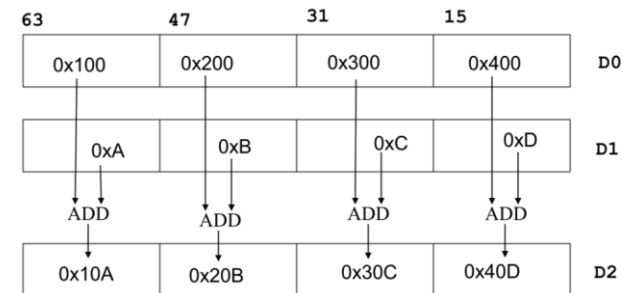 63 47 31 15
0x100 0x200 0x300 0x400 D0
0xA 0xB 0xC 0xD D1
ADD ADD ADD ADD
0x10A 0x20B 0x30C 0x40D D2